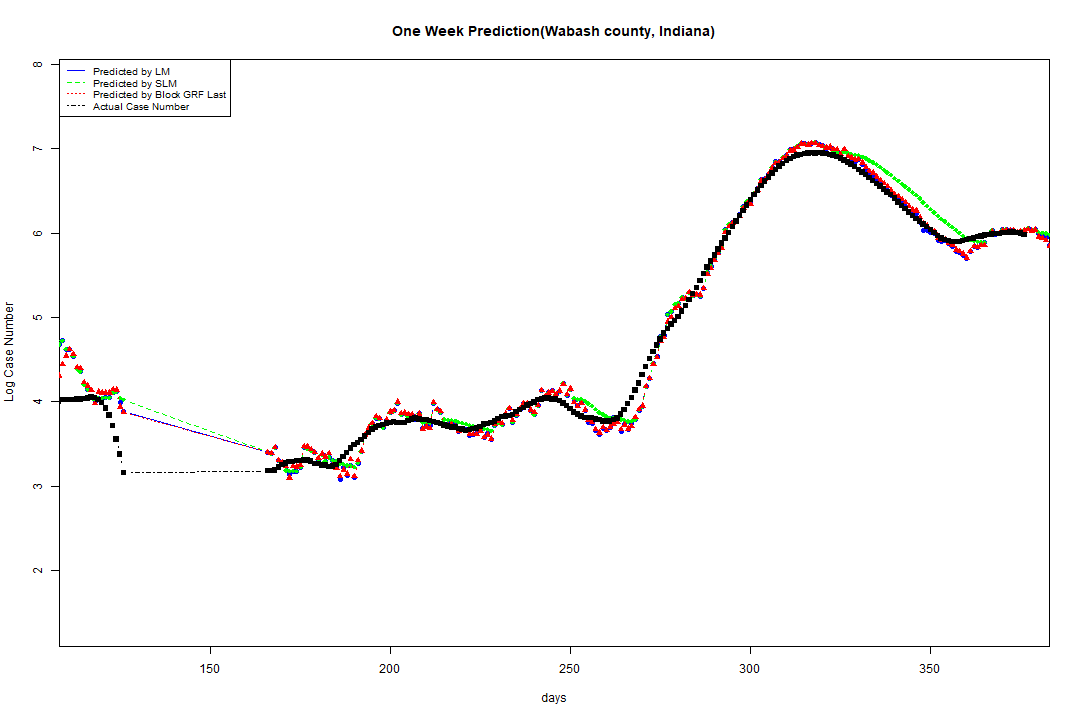 One Week Prediction(Wabash county, Indiana)
Predicted by LM
Predicted by SLM
Predicted by Block GRF Last
Actual Case Number
8
7
6
5
4
3
2
Log Case Number
150 200 250 300 350
days